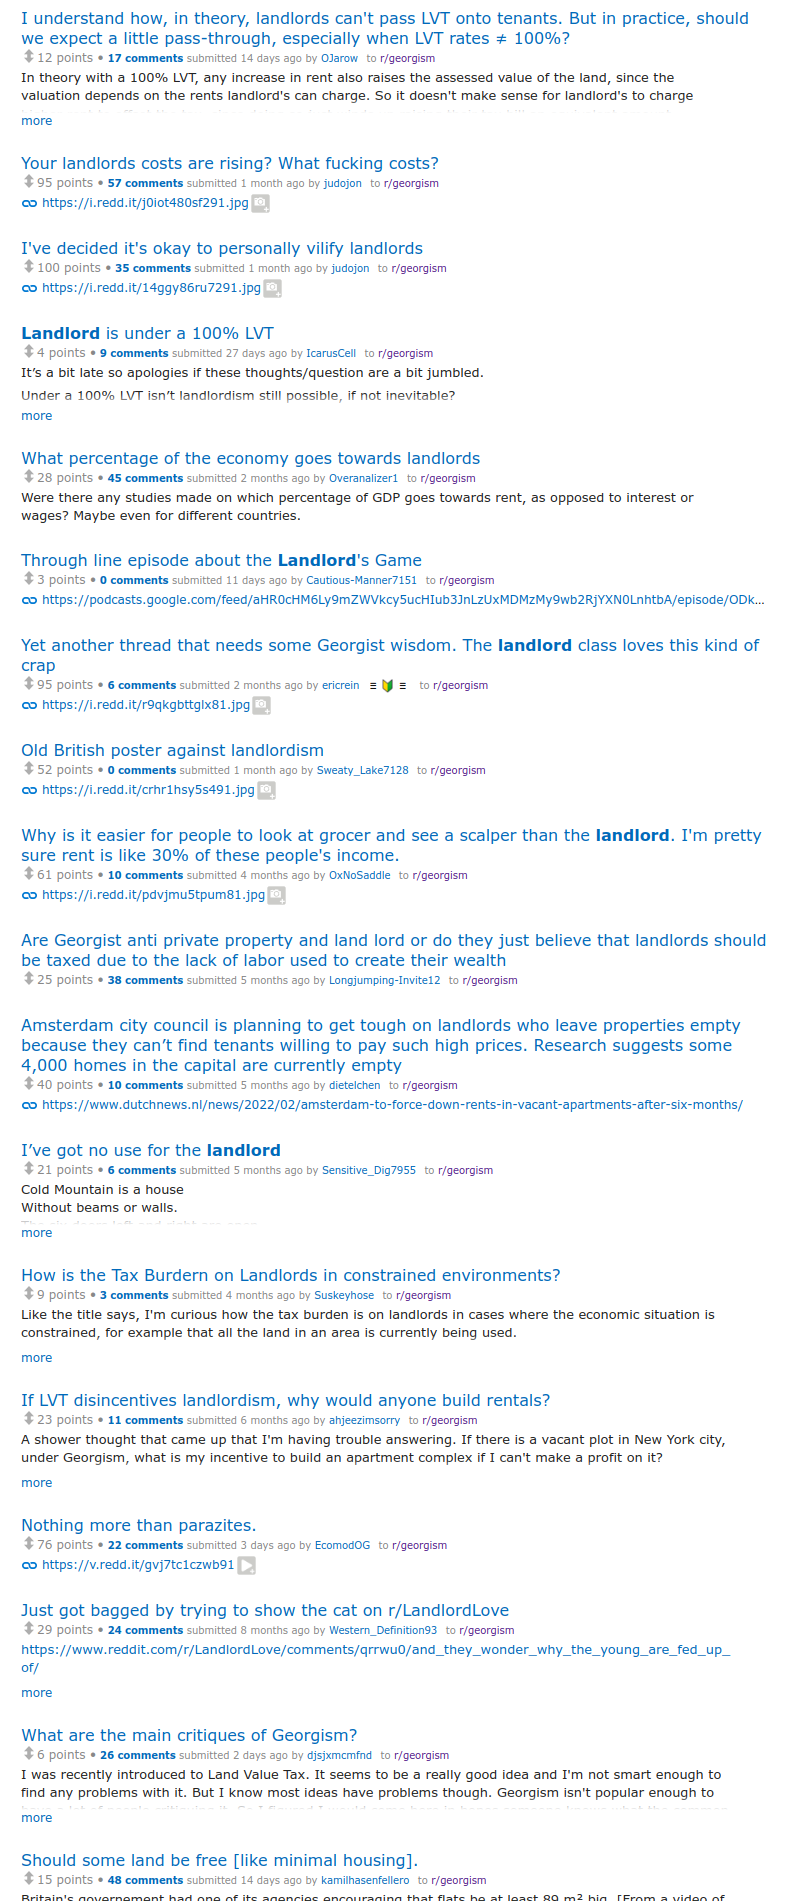 I understand how, in theory, landlords can't pass LVT onto tenants. But in practice, should
we expect a little pass-through, especially when LVT rates ≠ 100%?
12 points • 17 comments submitted 14 days ago by OJarow to r/georgism
In theory with a 100% LVT, any increase in rent also raises the assessed value of the land, since the
valuation depends on the rents landlord's can charge. So it doesn't make sense for landlord's to charge
more
Your landlords costs are rising? What fucking costs?
95 points • 57 comments submitted 1 month ago by judojon to r/georgism
https://i.redd.it/j0iot480sf291.jpg
I've decided it's okay to personally vilify landlords
100 points • 35 comments submitted 1 month ago by judojon to r/georgism
https://i.redd.it/14ggy86ru7291.jpg
Landlord is under a 100% LVT
4 points • 9 comments submitted 27 days ago by IcarusCell to r/georgism
It's a bit late so apologies if these thoughts/question are a bit jumbled.
Under a 100% LVT isn't landlordism still possible, if not inevitable?
more
What percentage of the economy goes towards landlords
28 points • 45 comments submitted 2 months ago by Overanalizer1 to r/georgism
Were there any studies made on which percentage of GDP goes towards rent, as opposed to interest or
wages? Maybe even for different countries.
Through line episode about the Landlord's Game
3 points • 0 comments submitted 11 days ago by Cautious-Manner7151 to r/georgism
https://podcasts.google.com/feed/aHR0cHM6Ly9mZWVkcy5ucHIub3JnLzUxMDMzMy9wb2RjYXN0LnhtbA/episode/ODk...
Yet another thread that needs some Georgist wisdom. The landlord class loves this kind of
crap
95 points • 6 comments submitted 2 months ago by ericrein ≡ 🔰 ≡ to r/georgism
https://i.redd.it/r9qkgbttglx81.jpg
Old British poster against landlordism
52 points • 0 comments submitted 1 month ago by Sweaty_Lake7128 to r/georgism
https://i.redd.it/crhr1hsy5s491.jpg
Why is it easier for people to look at grocer and see a scalper than the landlord. I'm pretty
sure rent is like 30% of these people's income.
61 points • 10 comments submitted 4 months ago by OxNoSaddle to r/georgism
https://i.redd.it/pdvjmu5tpum81.jpg
Are Georgist anti private property and land lord or do they just believe that landlords should
be taxed due to the lack of labor used to create their wealth
25 points • 38 comments submitted 5 months ago by Longjumping-Invite12 to r/georgism
Amsterdam city council is planning to get tough on landlords who leave properties empty
because they can't find tenants willing to pay such high prices. Research suggests some
4,000 homes in the capital are currently empty
40 points • 10 comments submitted 5 months ago by dietelchen to r/georgism
https://www.dutchnews.nl/news/2022/02/amsterdam-to-force-down-rents-in-vacant-apartments-after-six-months/
I've got no use for the landlord
21 points • 6 comments submitted 5 months ago by Sensitive_Dig7955 to r/georgism
Cold Mountain is a house
Without beams or walls.
more
How is the Tax Burdern on Landlords in constrained environments?
9 points • 3 comments submitted 4 months ago by Suskeyhose to r/georgism
Like the title says, I'm curious how the tax burden is on landlords in cases where the economic situation is
constrained, for example that all the land in an area is currently being used.
more
If LVT disincentives landlordism, why would anyone build rentals?
23 points • 11 comments submitted 6 months ago by ahjeezimsorry to r/georgism
A shower thought that came up that I'm having trouble answering. If there is a vacant plot in New York city,
under Georgism, what is my incentive to build an apartment complex if I can't make a profit on it?
more
Nothing more than parazites.
76 points • 22 comments submitted 3 days ago by EcomodOG to r/georgism
https://v.redd.it/gvj7tc1czwb91
Just got bagged by trying to show the cat on r/LandlordLove
29 points • 24 comments submitted 8 months ago by Western_Definition93 to r/georgism
https://www.reddit.com/r/LandlordLove/comments/qrrwu0/and_they_wonder_why_the_young_are_fed_up_
of/
more
What are the main critiques of Georgism?
6 points • 26 comments submitted 2 days ago by djsjxmcmfnd to r/georgism
I was recently introduced to Land Value Tax. It seems to be a really good idea and I'm not smart enough to
find any problems with it. But I know most ideas have problems though. Georgism isn't popular enough to
more
Should some land be free [like minimal housing].
15 points • 48 comments submitted 14 days ago by kamilhasenfellero to r/georgism
Britain's governement had one of its agencies encouraging that flats be at least 89 m² big. [From a video of